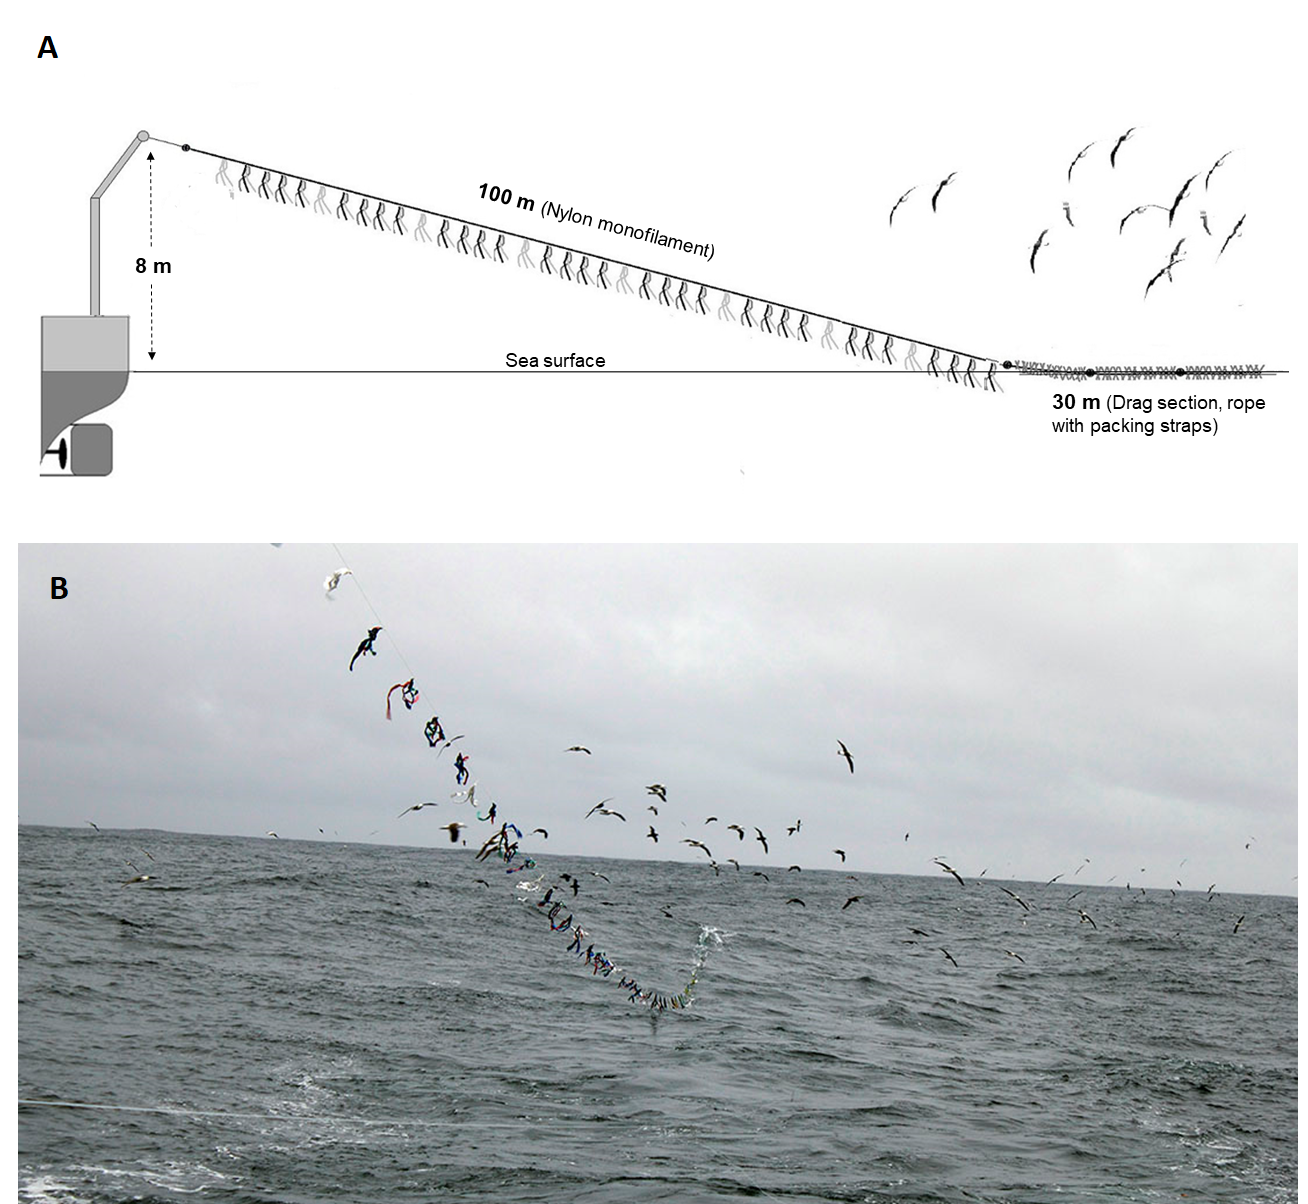 A
100 m (Nylon monofilament)
8 m
Sea surface
30 m (Drag section, rope
with packing straps)
B